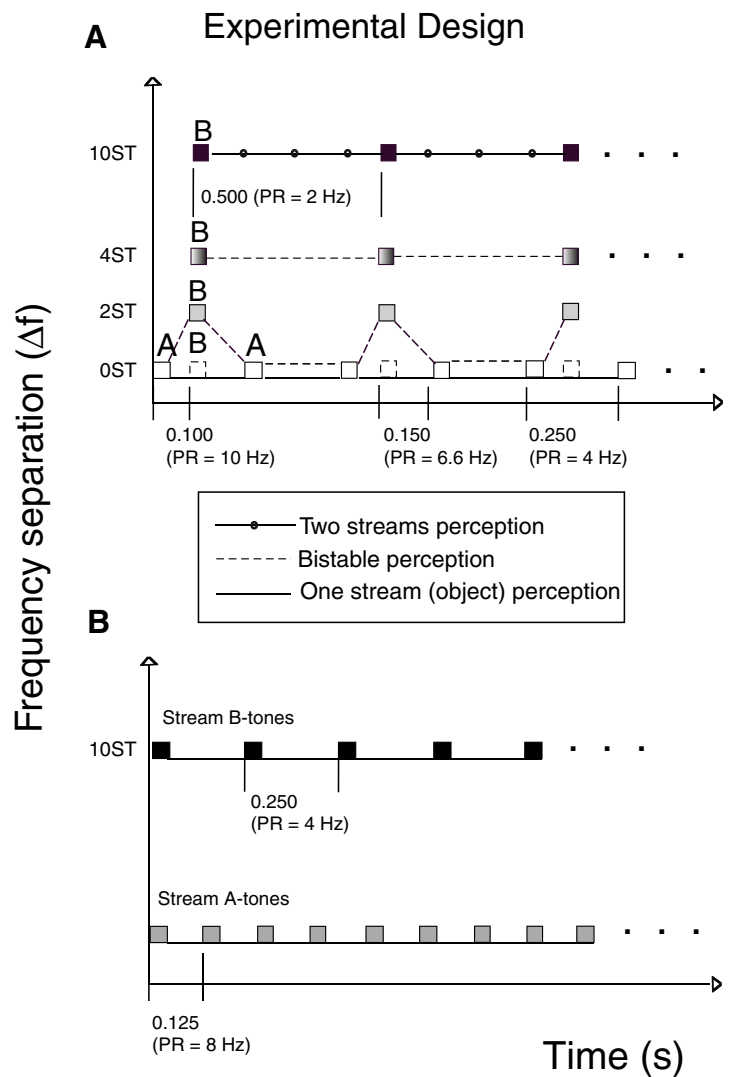 Experimental Design
A
B
10ST
0.500 (PR = 2 Hz)
B
4ST
B
2ST
A B A
0ST
0.100 0.150 0.250
(PR = 10 Hz) (PR = 6.6 Hz) (PR = 4 Hz)
Frequency separation (Δf)
Two streams perception
Bistable perception
One stream (object) perception
B
Stream B-tones
10ST
0.250
(PR = 4 Hz)
Stream A-tones
0.125
(PR = 8 Hz)
Time (s)